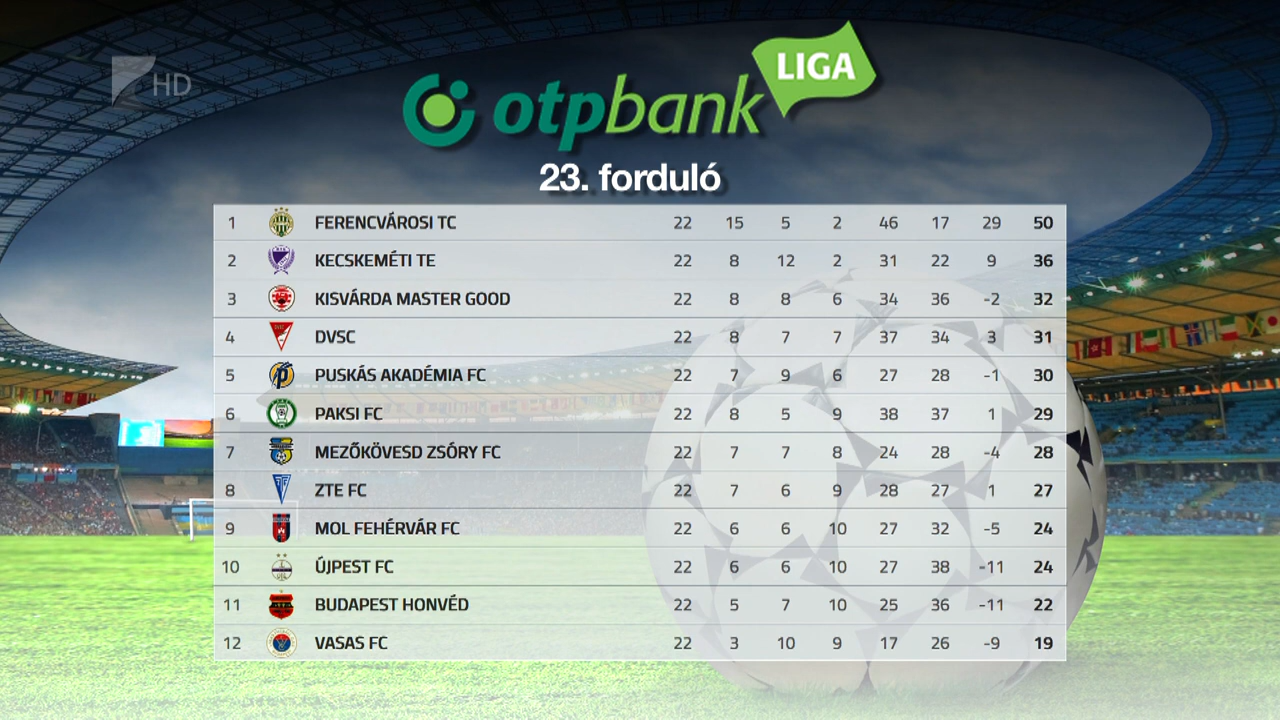 HD
LIGA
otpbank
23. forduló
1 FERENCVÁROSI TC 22 15 5 2 46 17 29 50
2 KECSKEMÉTI TE 22 8 12 2 31 22 9 36
3 KISVÁRDA MASTER GOOD 22 8 8 6 34 36 -2 32
4 DVSC 22 8 7 7 37 34 3 31
5 PUSKÁS AKADÉMIA FC 22 7 9 6 27 28 -1 30
6 PAKSI FC 22 8 5 9 38 37 1 29
7 MEZŐKÖVESD ZSÓRY FC 22 7 7 8 24 28 -4 28
8 ZTE FC 22 7 6 9 28 27 1 27
9 MOL FEHÉRVÁR FC 22 6 6 10 27 32 -5 24
10 ÚJPEST FC 22 6 6 10 27 38 -11 24
11 BUDAPEST HONVÉD 22 5 7 10 25 36 -11 22
12 VASAS FC 22 3 10 9 17 26 -9 19